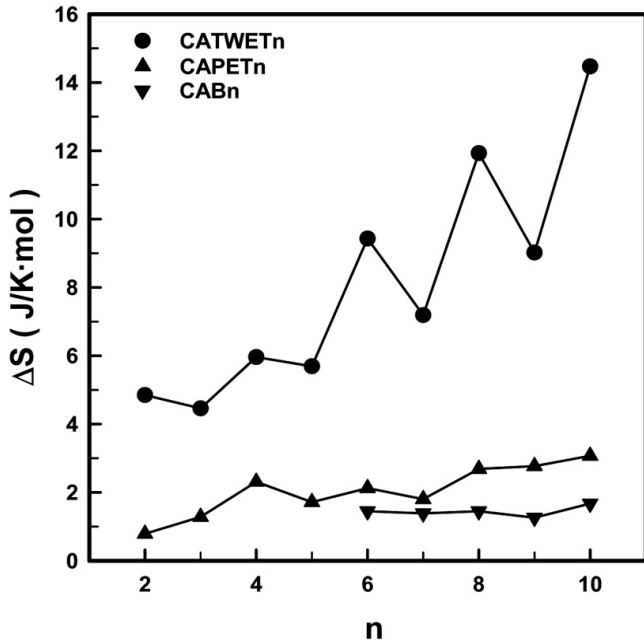 16
14
12
10
8
6
4
2
0
ΔS ( J/K·mol )
CATWETn
CAPETn
CABn
2 4 6 8 10
n